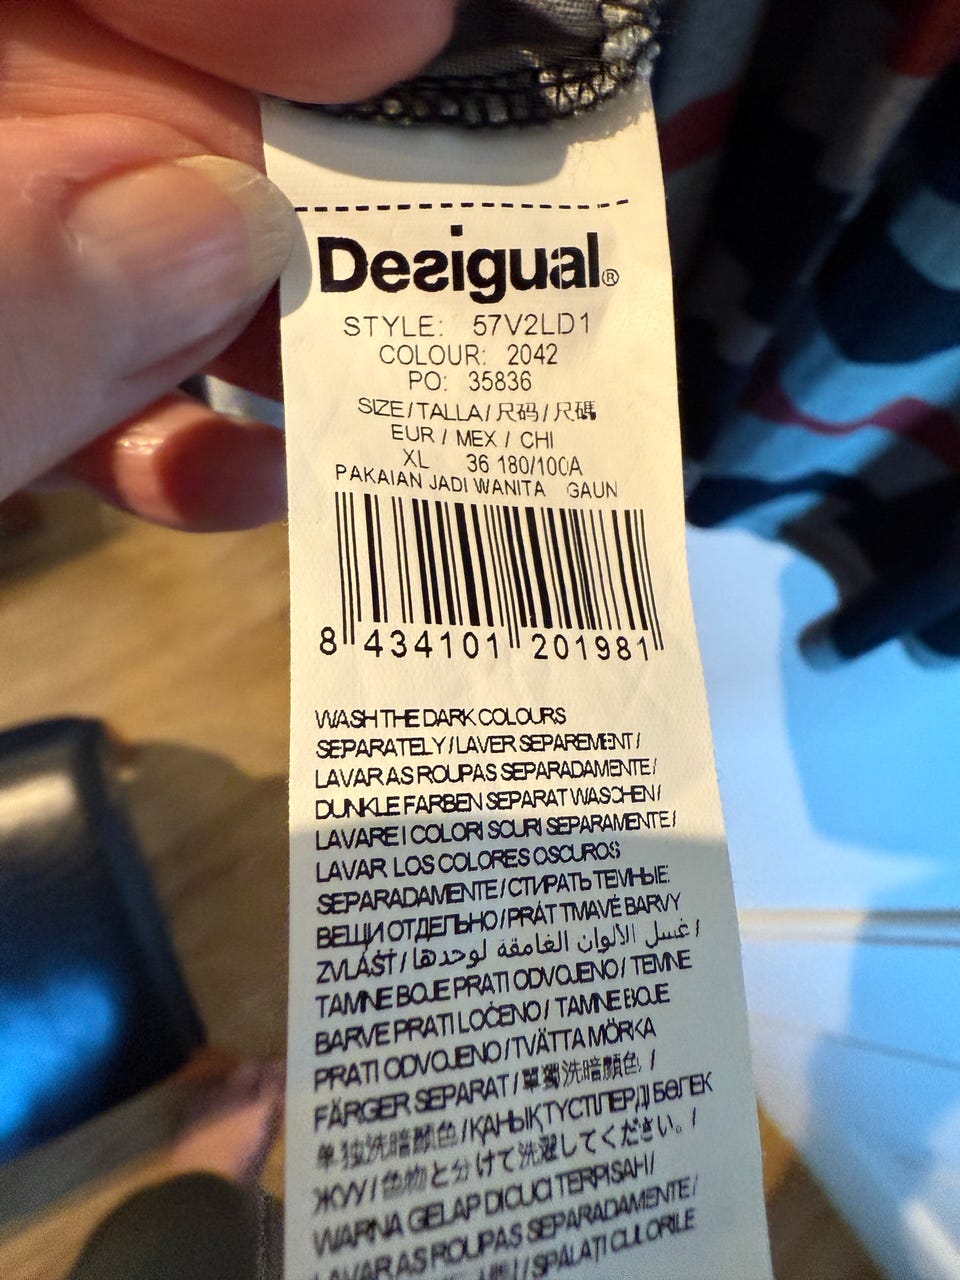 Desigual®
STYLE: 57V2LD1
COLOUR: 2042
PO: 35836
SIZE/TALLA/尺码/尺碼
EUR / MEX / CHI
XL 36 180/100A
PAKAIAN JADI WANITA GAUN
8 434101 201981
WASH THE DARK COLOURS
SEPARATELY/LAVER SEPAREMENT/
LAVAR AS ROUPAS SEPARADAMENTE/
DUNKLE FARBEN SEPARAT WASCHEN/
LAVARE I COLORI SCURI SEPARAMENTE/
LAVAR LOS COLORES OSCUROS
SEPARADAMENTE/СТИРАТЬ ТЕМНЫЕ
ВЕЩИ ОТДЕЛЬНО/PRÁT TMAVÉ BARVY
ZVLÁŠŤ/غسل الألوان الغامقة لوحدها/
TAMNE BOJE PRATI ODVOJENO/TEMNE
BARVE PRATI LOČENO/TAMNE BOJE
PRATI ODVOJENO/TVÄTTA MÖRKA
FÄRGER SEPARAT/單獨洗暗顏色/
单独洗暗顏色/ҚАНЫҚ ТҮСТІЛЕРДІ БӨЛЕК
ЖУУ/色物と分けて洗濯してください。/
WARNA GELAP DICUCI TERPISAH/
LAVAR AS ROUPAS SEPARADAMENTE/
SPĂLAȚI CULORILE